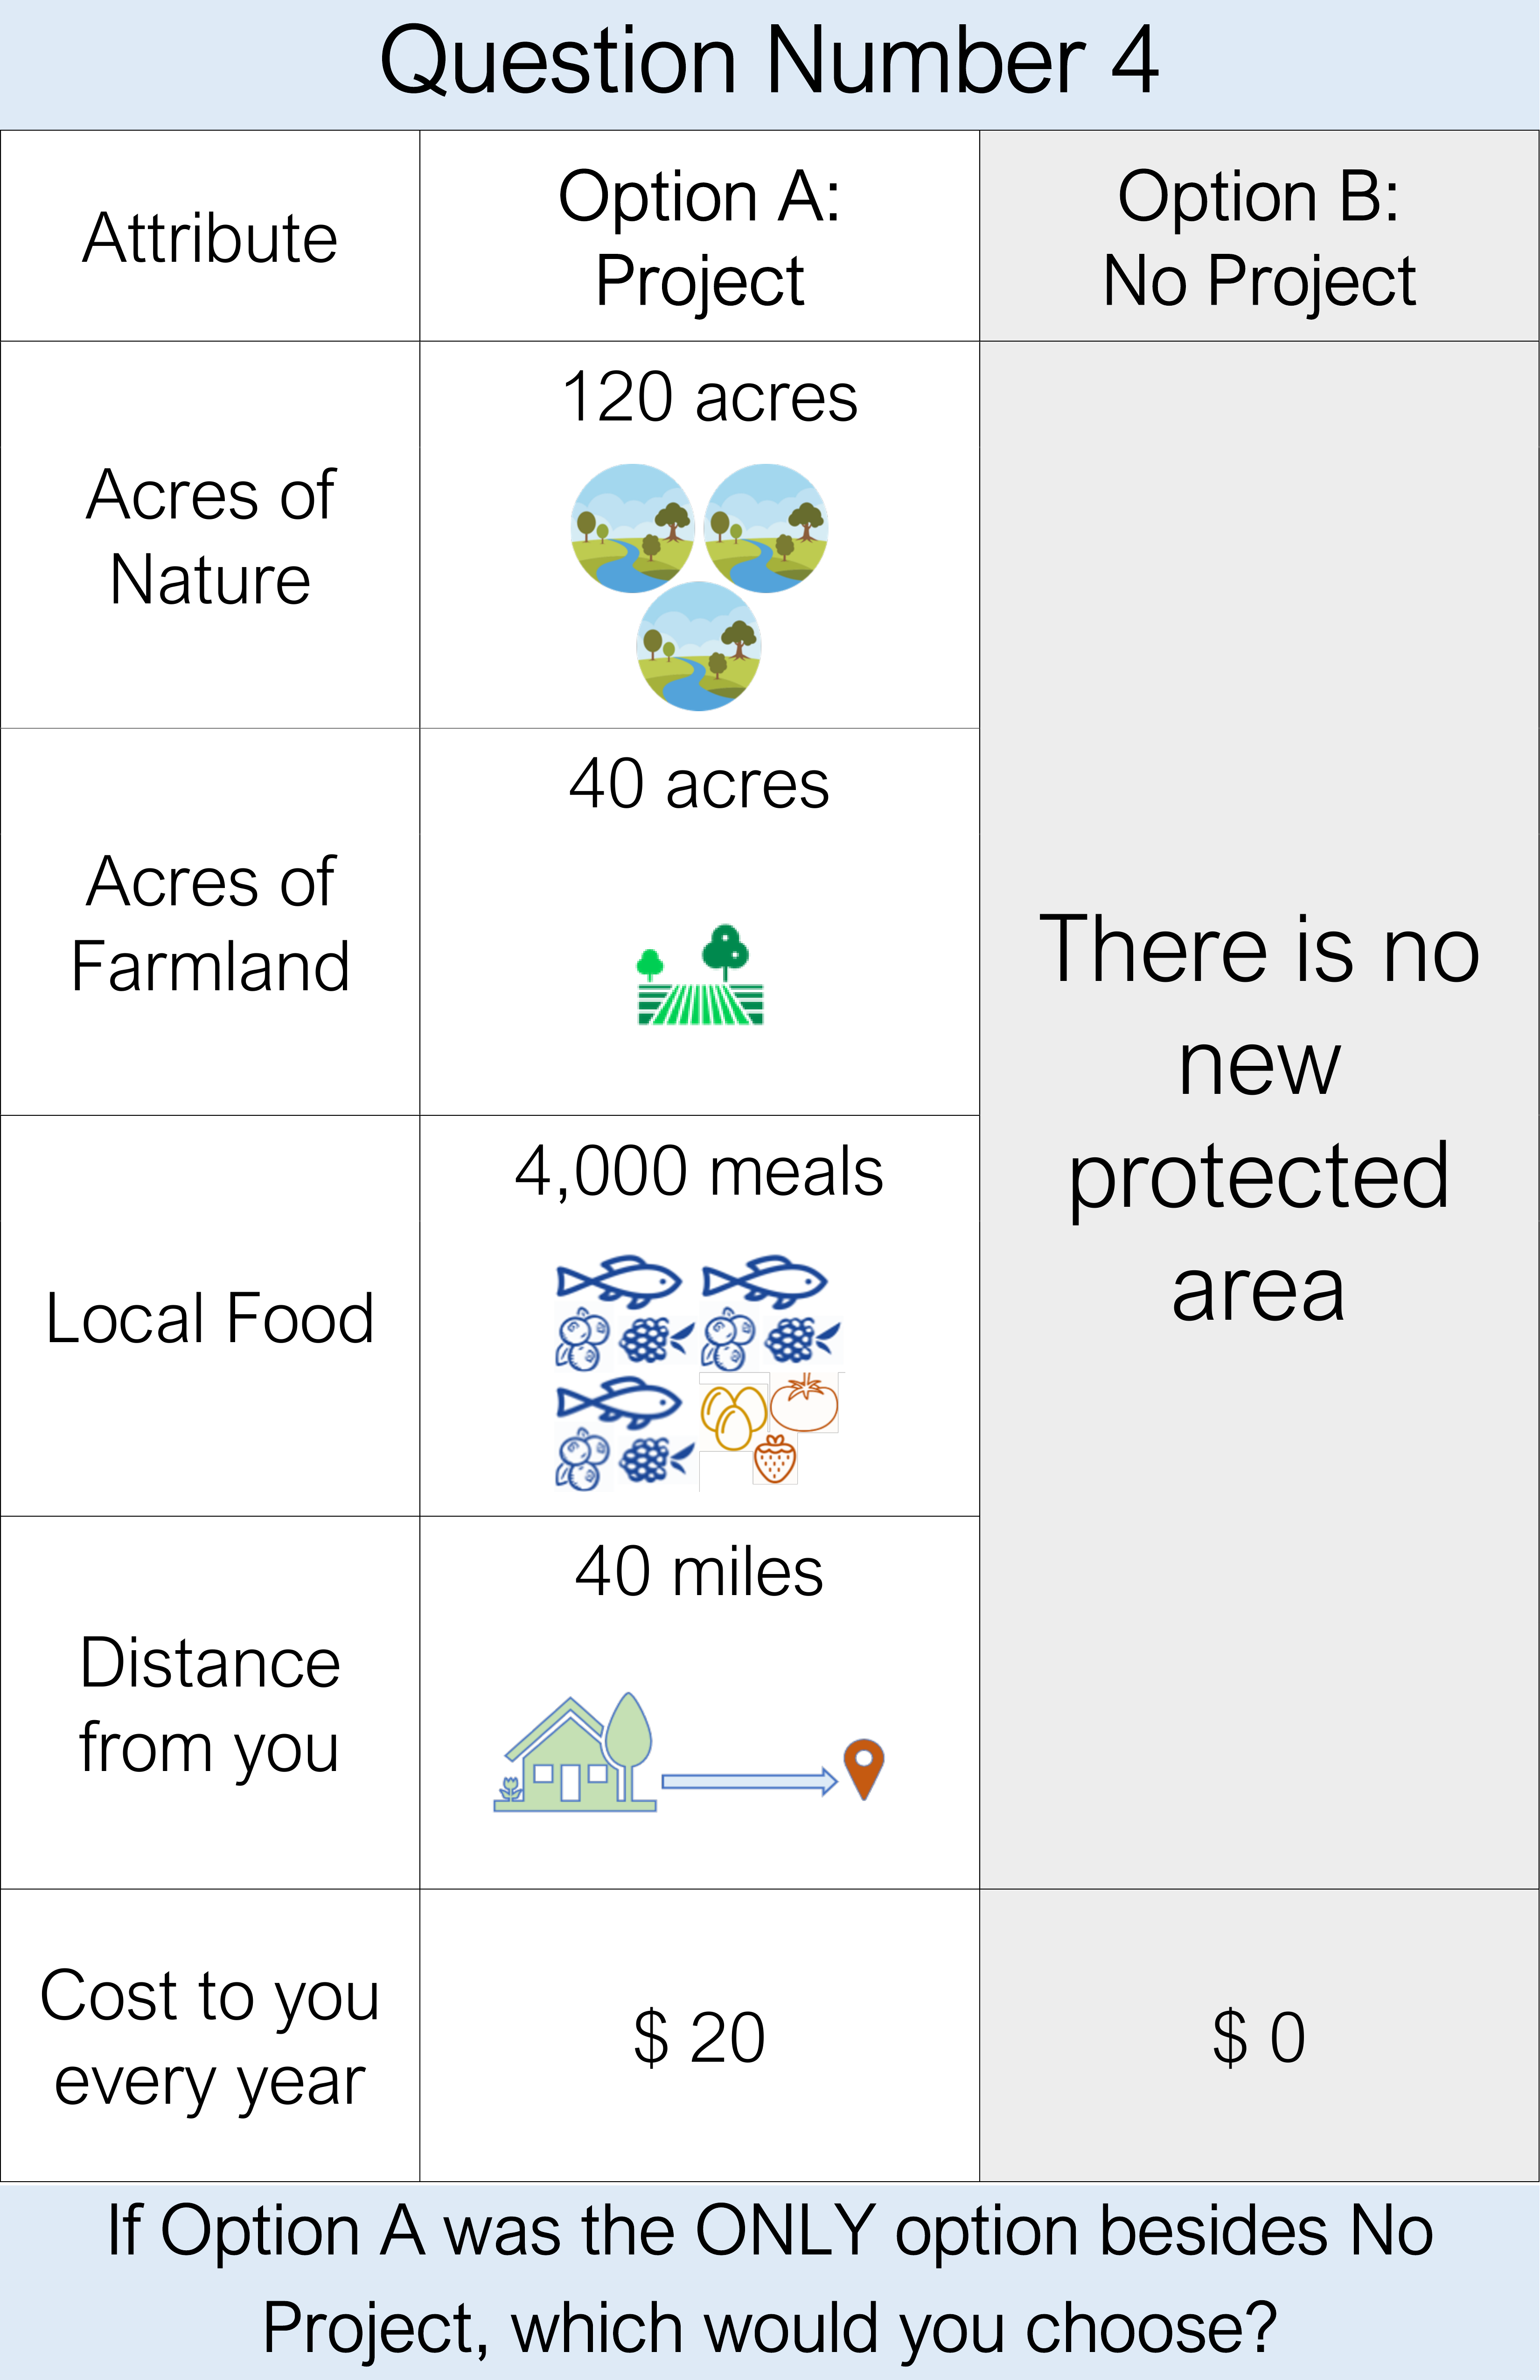 Question Number 4
Attribute
Option A:
Project
Option B:
No Project
Acres of
Nature
120 acres
Acres of
Farmland
40 acres
Local Food
4,000 meals
Distance
from you
40 miles
There is no
new
protected
area
Cost to you
every year
$ 20
$ 0
If Option A was the ONLY option besides No
Project, which would you choose?